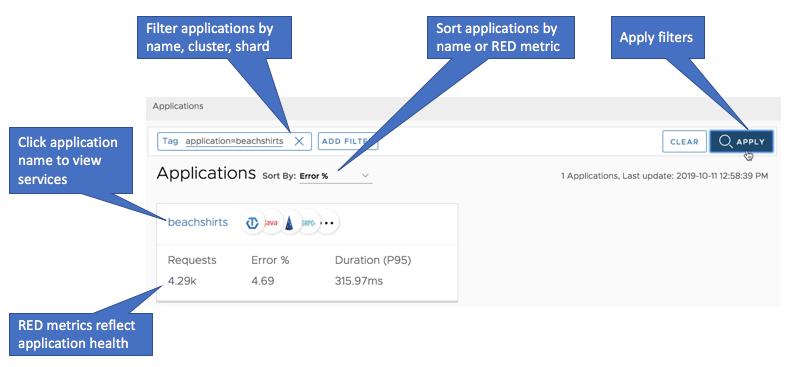 Filter applications by
name, cluster, shard
Sort applications by
name or RED metric
Apply filters
Applications
Tag application=beachshirts
ADD FILTER
CLEAR
APPLY
Click application
name to view
services
Applications Sort By: Error %
1 Applications, Last update: 2019-10-11 12:58:39 PM
beachshirts
java
GRPC
Requests Error % Duration (P95)
4.29k 4.69 315.97ms
RED metrics reflect
application health